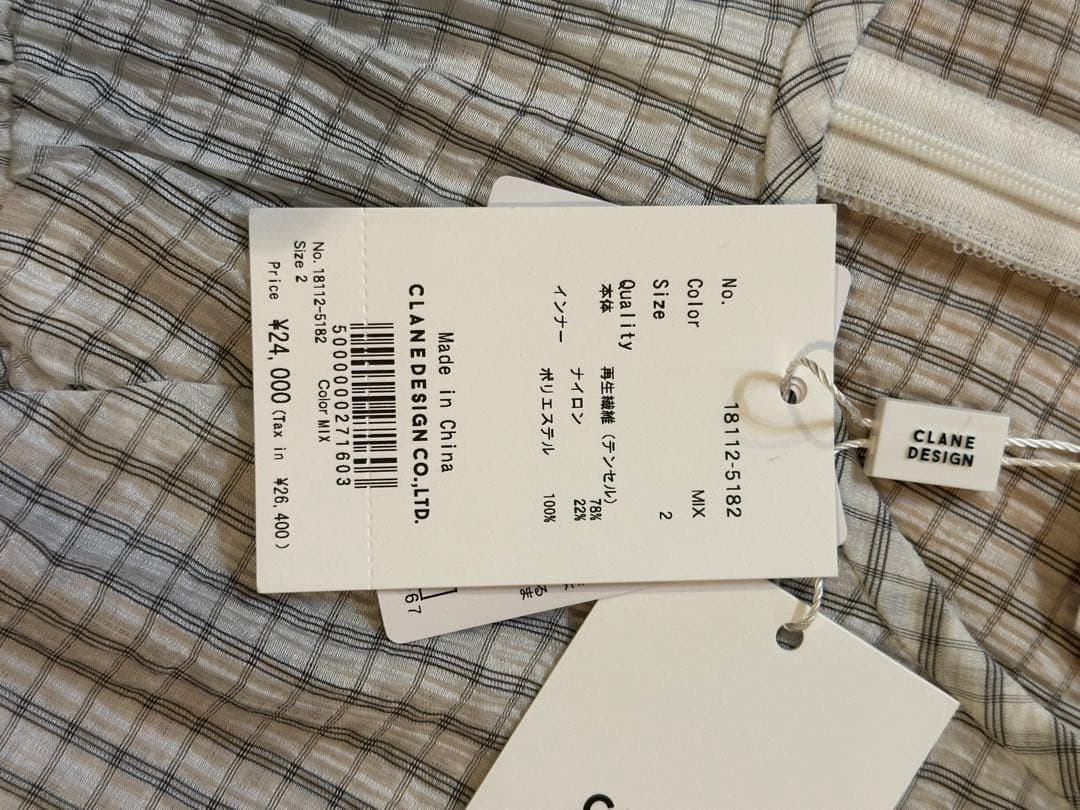 No. 18112-5182
Color MIX
Size 2
Quality
本体 再生繊維 (テンセル) 78%
ナイロン 22%
インナー ポリエステル 100%
Made in China
CLANE DESIGN CO.,LTD.
5000000271603
No. 18112-5182 Color MIX
Size 2
Price ¥24,000 (Tax in ¥26,400)
CLANE
DESIGN
67
るま
C